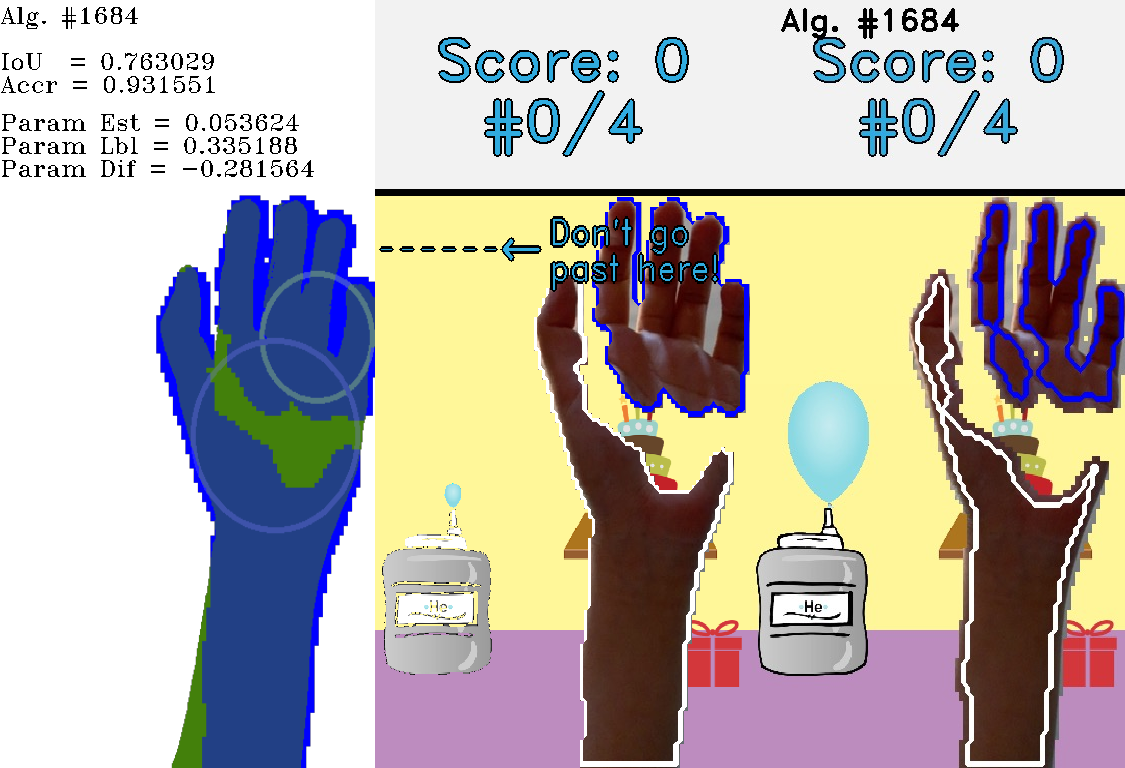 Alg. #1684
IoU = 0.763029
Accr = 0.931551
Param Est = 0.053624
Param Lbl = 0.335188
Param Dif = −0.281564
Score: 0
#0/4
Don't go
past here!
He
Alg. #1684
Score: 0
#0/4
He